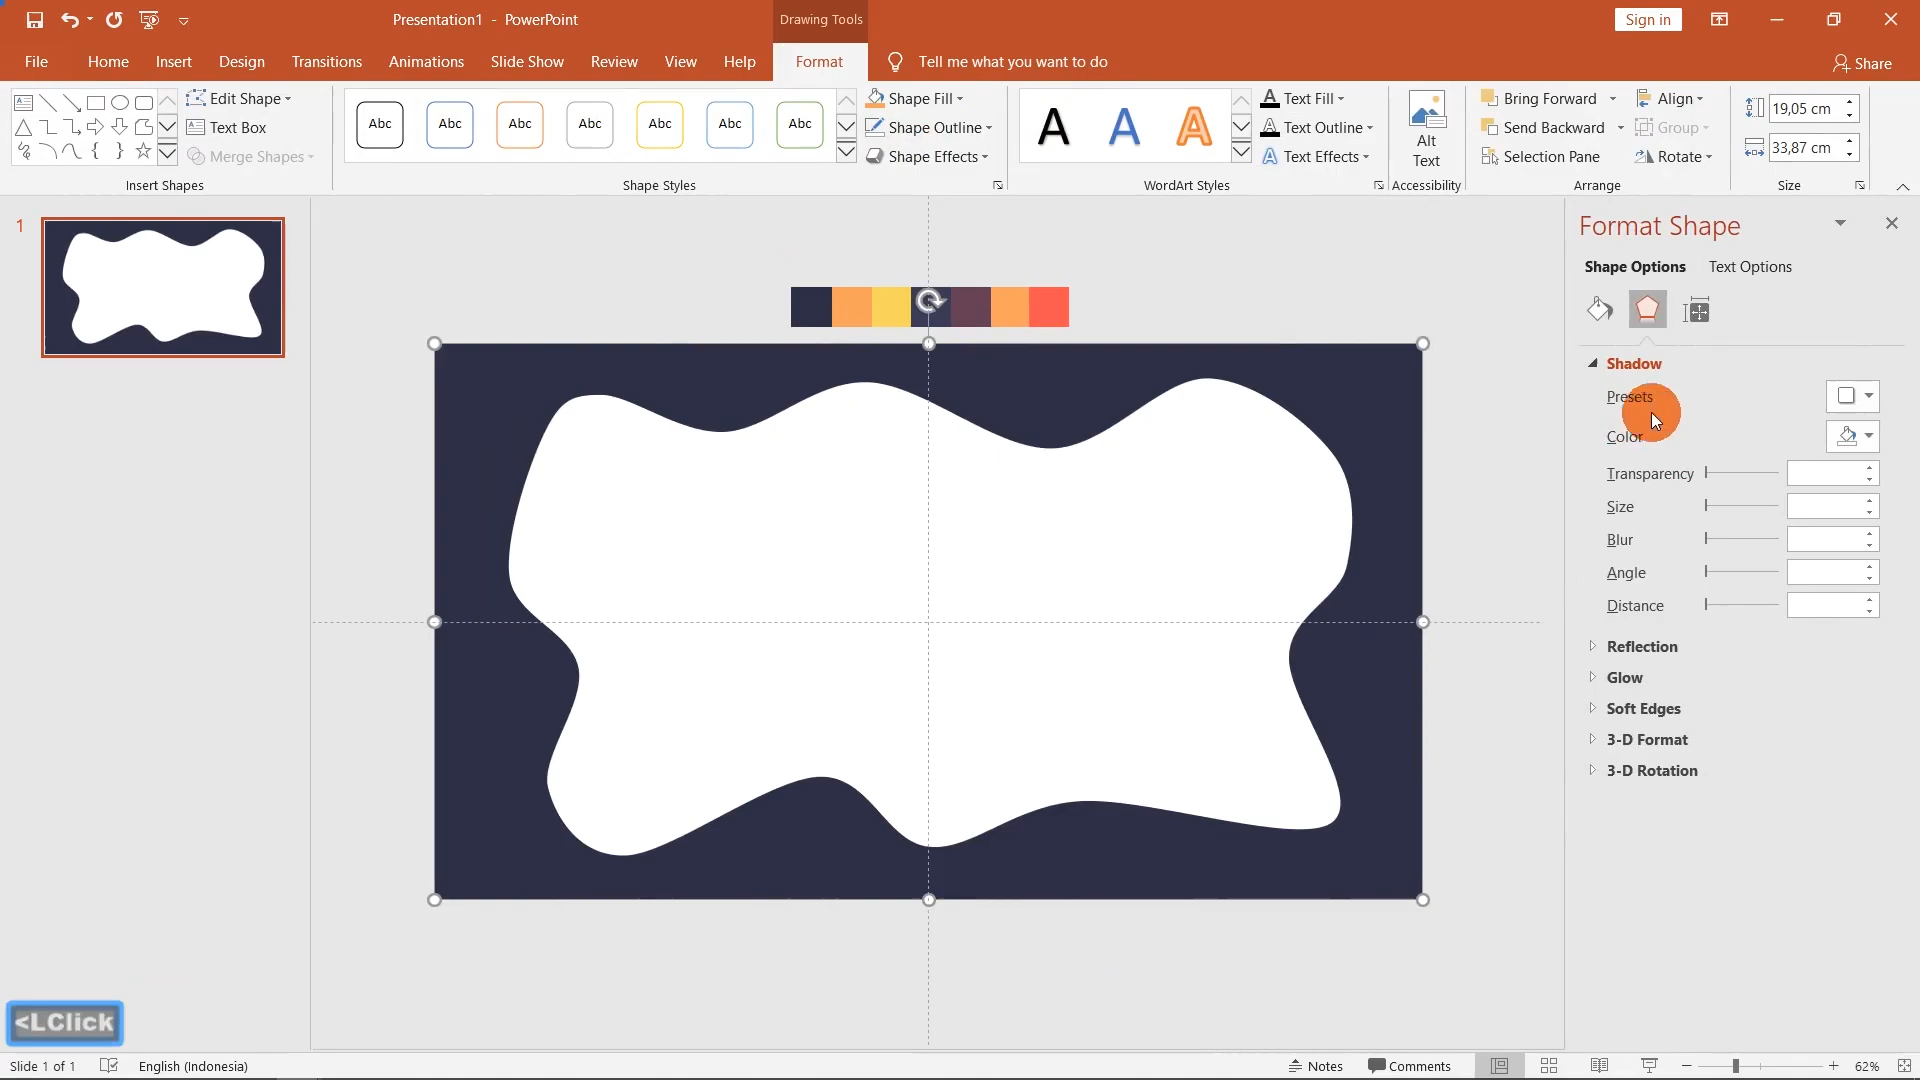 Presentation1 - PowerPoint
Drawing Tools
Sign in
File Home Insert Design Transitions Animations Slide Show Review View Help Format Tell me what you want to do Share
Edit Shape
Text Box
Merge Shapes
Insert Shapes
Abc Abc Abc Abc Abc Abc Abc
Shape Styles
Shape Fill
Shape Outline
Shape Effects
A A A
WordArt Styles
Text Fill
Text Outline
Text Effects
Alt
Text
Accessibility
Bring Forward
Send Backward
Selection Pane
Align
Group
Rotate
Arrange
19,05 cm
33,87 cm
Size
1
Format Shape
Shape Options Text Options
Shadow
Presets
Color
Transparency
Size
Blur
Angle
Distance
Reflection
Glow
Soft Edges
3-D Format
3-D Rotation
<LClick
Slide 1 of 1 English (Indonesia) Notes Comments 62%